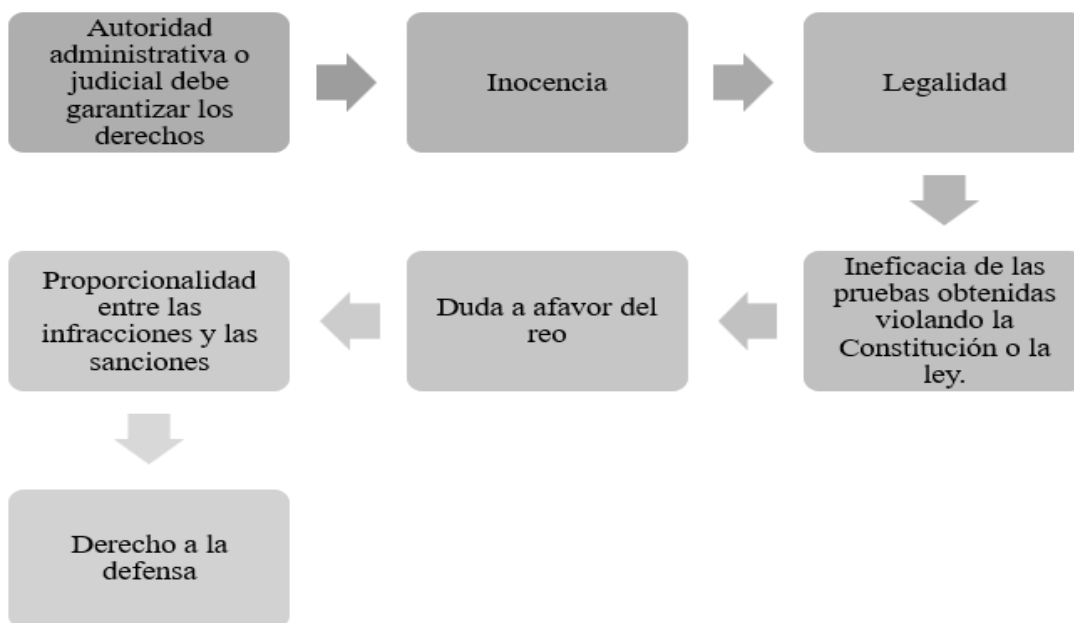 Autoridad
administrativa o
judicial debe
garantizar los
derechos
Inocencia
Legalidad
Ineficacia de las
pruebas obtenidas
violando la
Constitución o la
ley.
Duda a afavor del
reo
Proporcionalidad
entre las
infracciones y las
sanciones
Derecho a la
defensa